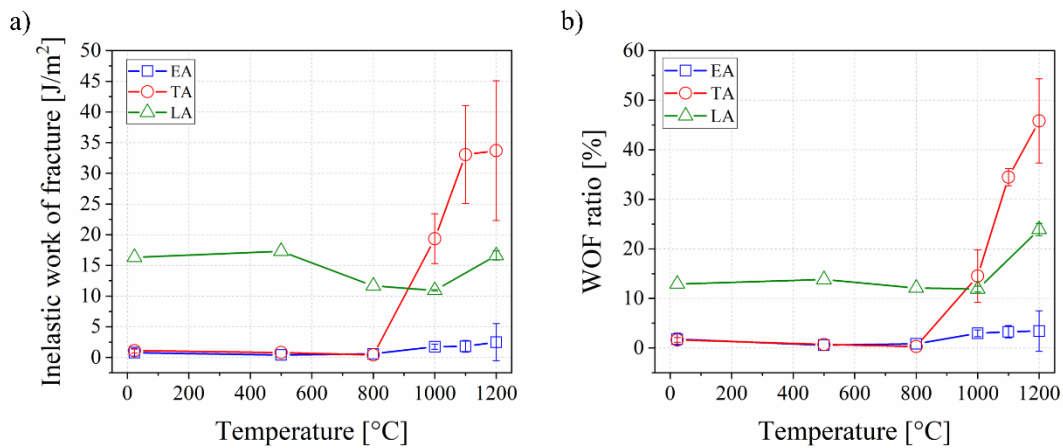 a)
Inelastic work of fracture [J/m²]
50
45
40
35
30
25
20
15
10
5
0
EA
TA
LA
0 200 400 600 800 1000 1200
Temperature [°C]
b)
WOF ratio [%]
60
50
40
30
20
10
0
EA
TA
LA
0 200 400 600 800 1000 1200
Temperature [°C]